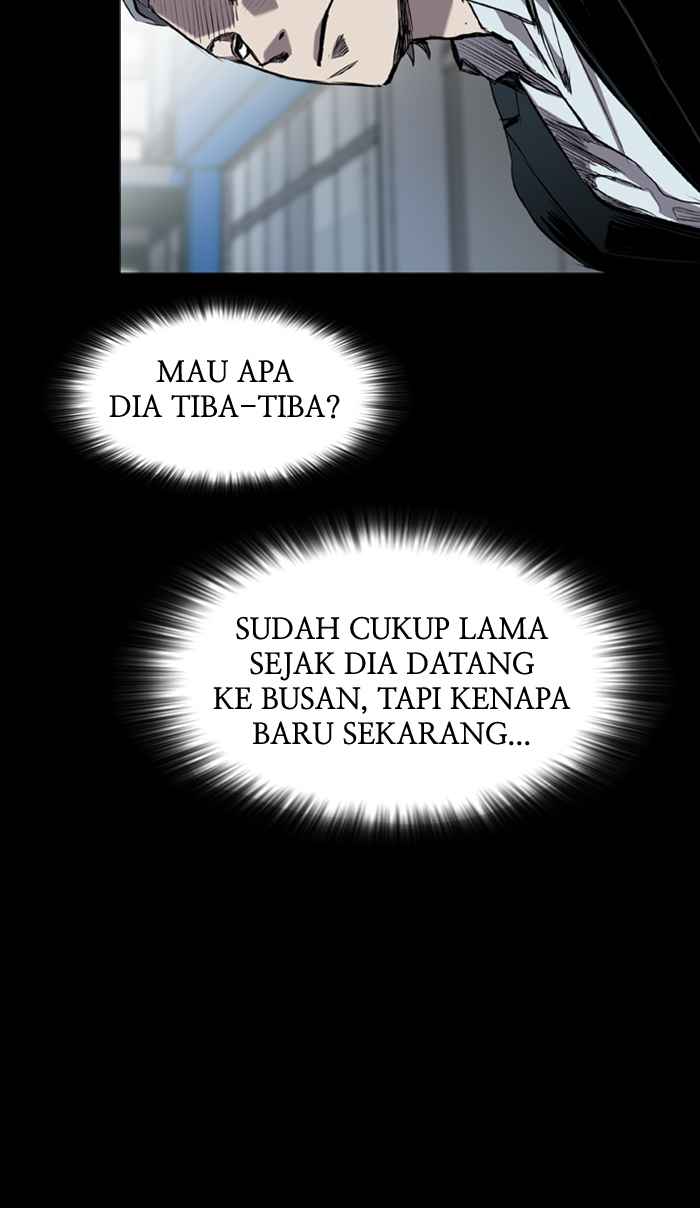 MAU APA
DIA TIBA-TIBA?
SUDAH CUKUP LAMA
SEJAK DIA DATANG
KE BUSAN, TAPI KENAPA
BARU SEKARANG...